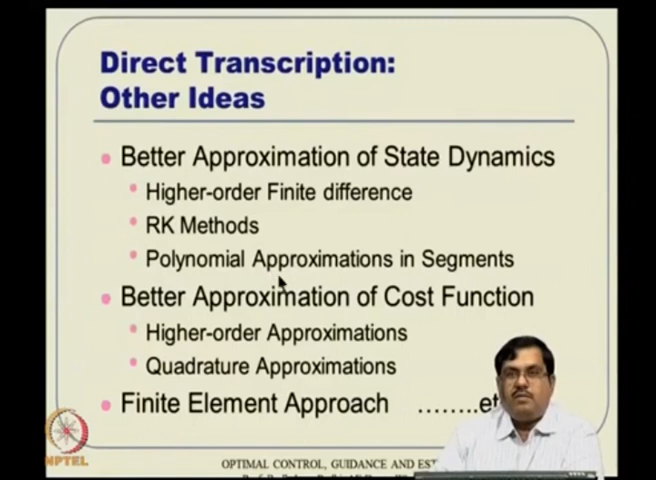 Direct Transcription:
Other Ideas
Better Approximation of State Dynamics
Higher-order Finite difference
RK Methods
Polynomial Approximations in Segments
Better Approximation of Cost Function
Higher-order Approximations
Quadrature Approximations
Finite Element Approach ……..et
NPTEL
OPTIMAL CONTROL, GUIDANCE AND EST